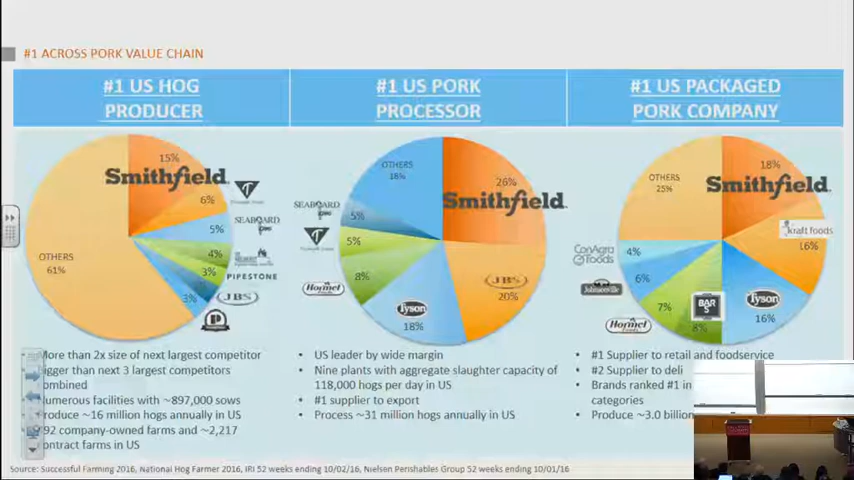 #1 ACROSS PORK VALUE CHAIN
#1 US HOG
PRODUCER
15%
Smithfield
6%
5%
SEABOARD
4%
3%
PIPESTONE
JBS
3%
OTHERS
61%
More than 2x size of next largest competitor
Bigger than next 3 largest competitors
combined
Numerous facilities with ~897,000 sows
Produce ~16 million hogs annually in US
92 company-owned farms and ~2,217
contract farms in US
#1 US PORK
PROCESSOR
OTHERS
18%
26%
Smithfield
SEABOARD
5%
5%
8%
Hormel
Tyson
18%
JBS
20%
• US leader by wide margin
• Nine plants with aggregate slaughter capacity of
118,000 hogs per day in US
• #1 supplier to export
• Process ~31 million hogs annually in US
#1 US PACKAGED
PORK COMPANY
OTHERS
25%
18%
Smithfield
kraft foods
16%
ConAgra
Foods
4%
6%
Johnsonville
7%
Hormel
BAR
S
8%
Tyson
16%
• #1 Supplier to retail and foodservice
• #2 Supplier to deli
• Brands ranked #1 in
categories
• Produce ~3.0 billion
Source: Successful Farming 2016, National Hog Farmer 2016, IRI 52 weeks ending 10/02/16, Nielsen Perishables Group 52 weeks ending 10/01/16